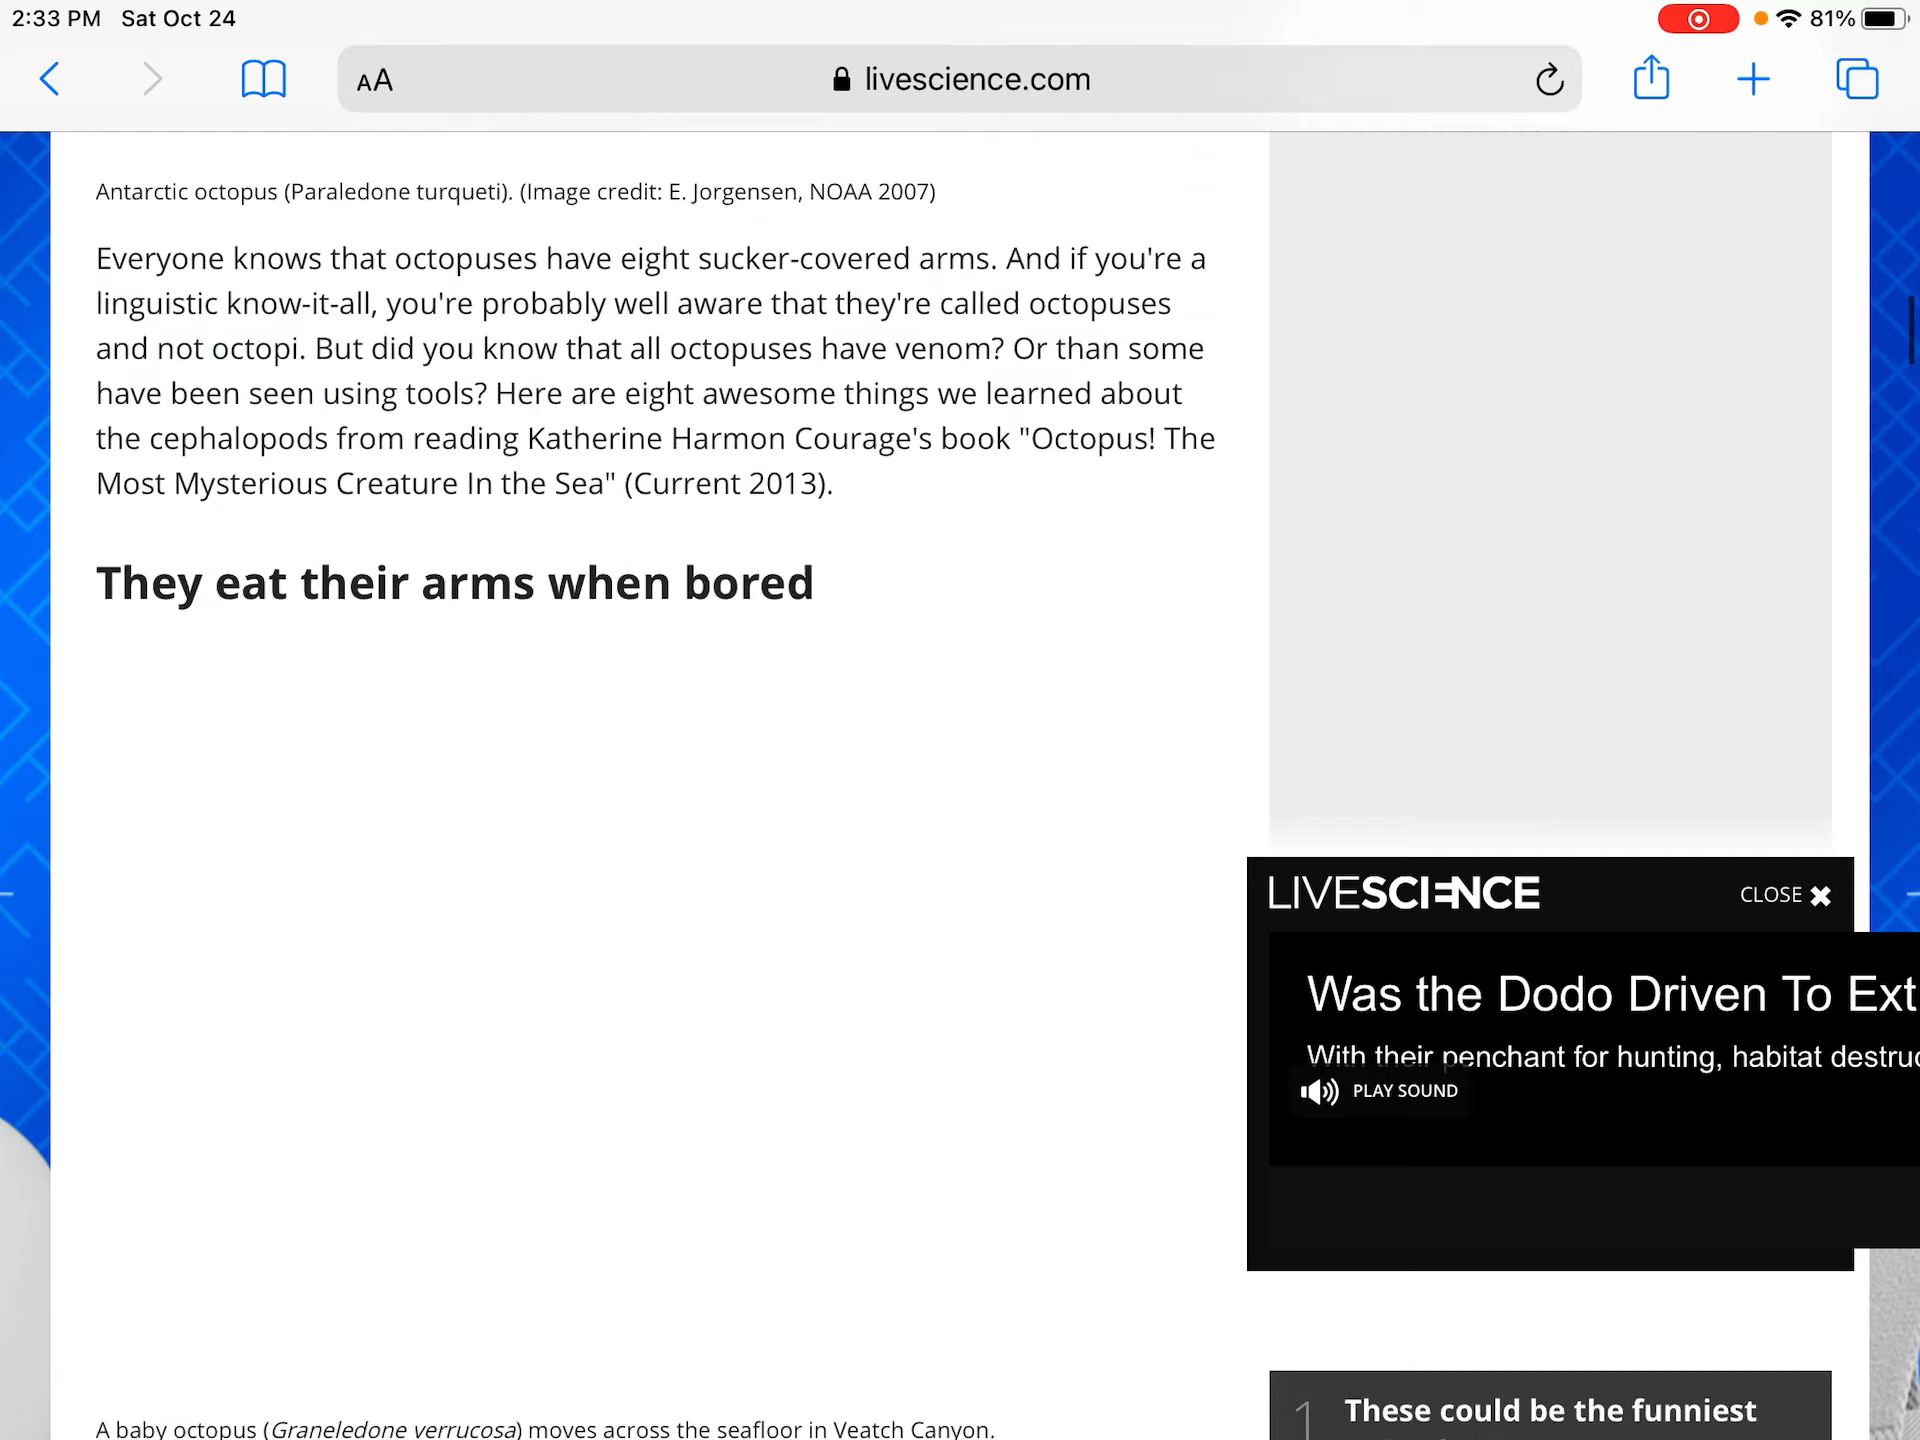 2:33 PM Sat Oct 24
81%
AA
livescience.com
Antarctic octopus (Paraledone turqueti). (Image credit: E. Jorgensen, NOAA 2007)
Everyone knows that octopuses have eight sucker-covered arms. And if you're a
linguistic know-it-all, you're probably well aware that they're called octopuses
and not octopi. But did you know that all octopuses have venom? Or than some
have been seen using tools? Here are eight awesome things we learned about
the cephalopods from reading Katherine Harmon Courage's book "Octopus! The
Most Mysterious Creature In the Sea" (Current 2013).
They eat their arms when bored
LIVESCIENCE
CLOSE
Was the Dodo Driven To Ext
With their penchant for hunting, habitat destruc
PLAY SOUND
A baby octopus (Graneledone verrucosa) moves across the seafloor in Veatch Canyon.
1 These could be the funniest